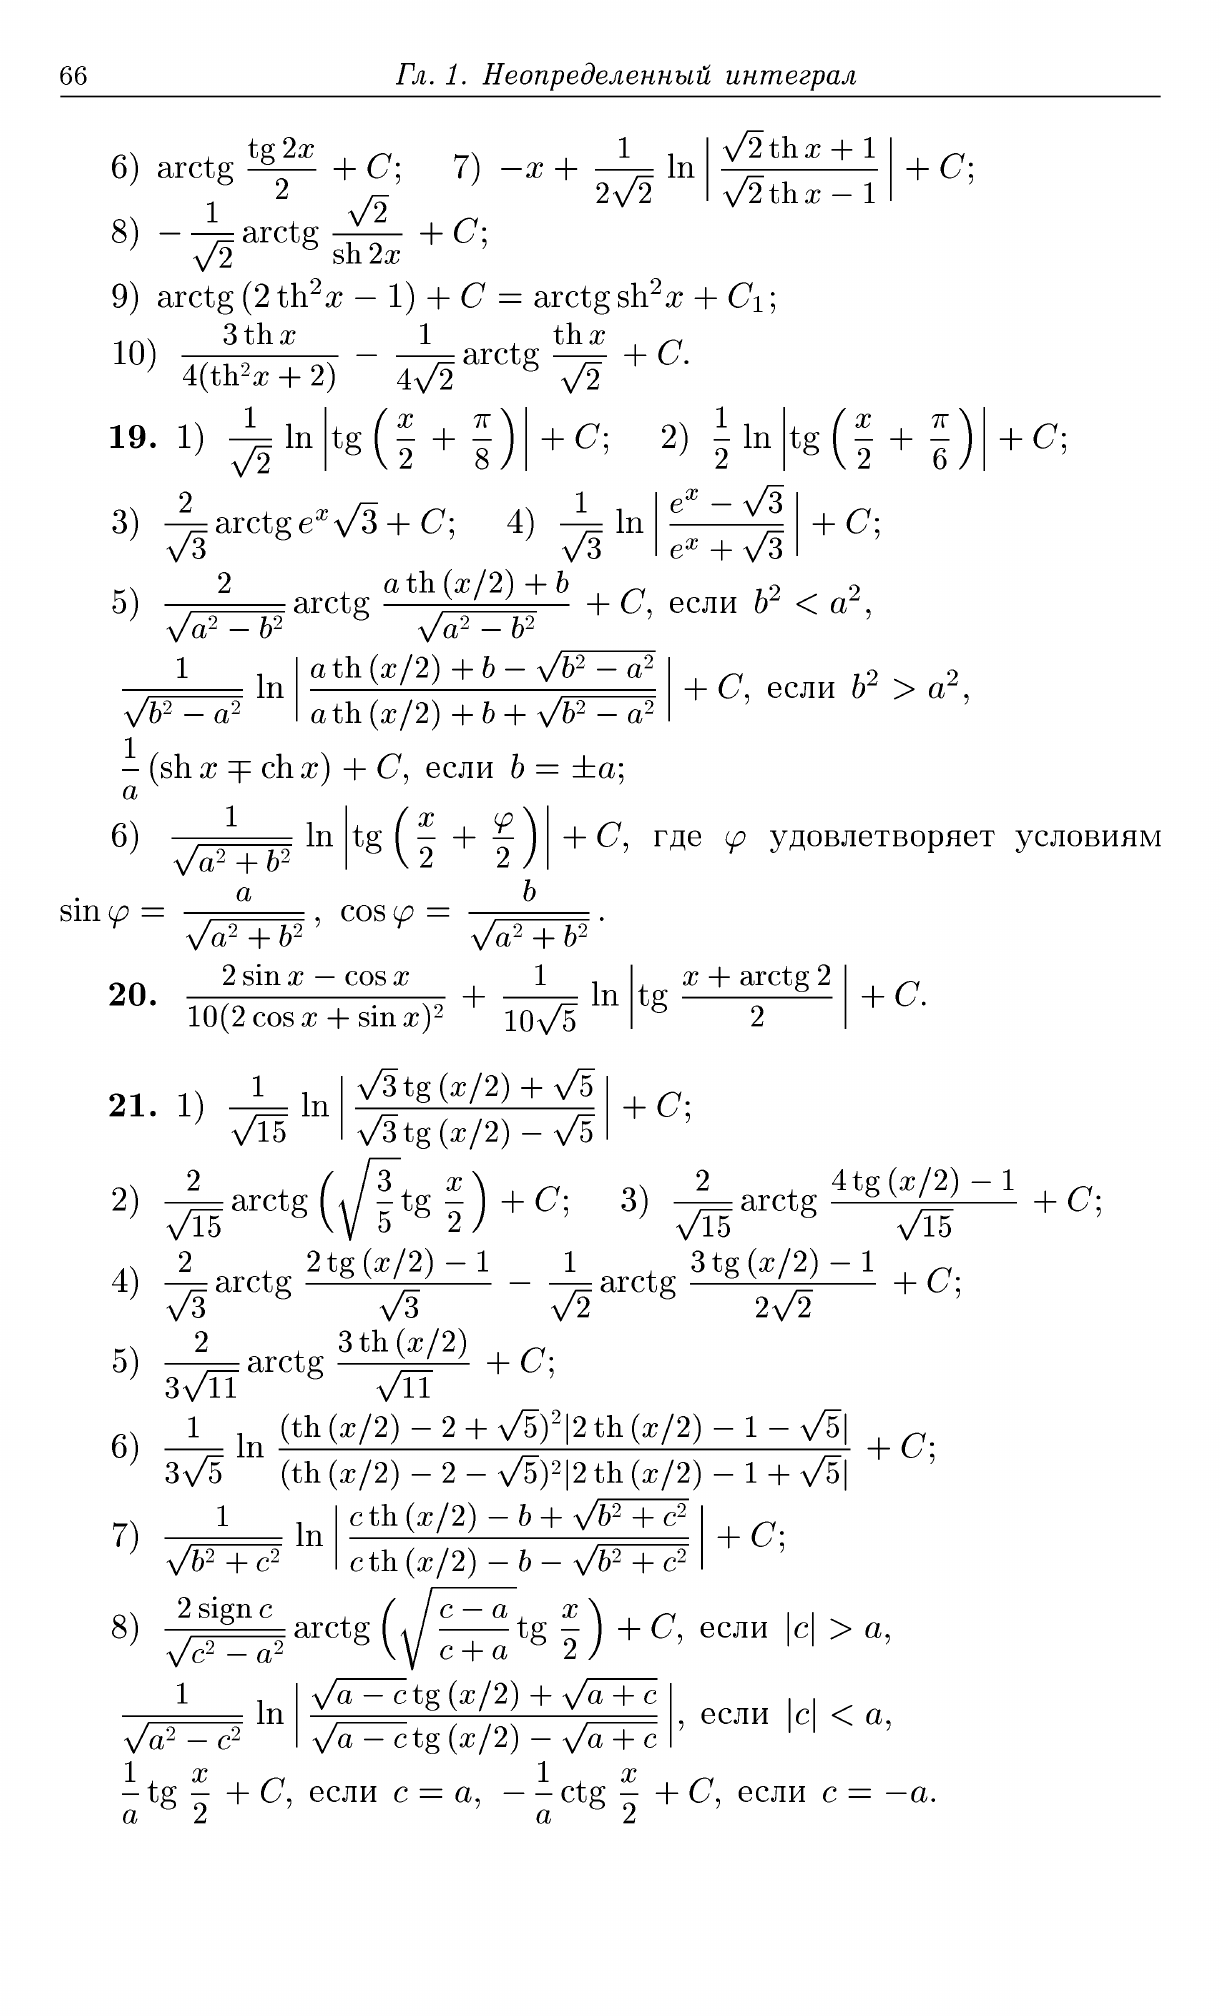 66 Гл. 1. Неопределенный интеграл
6) $\operatorname{arctg} \frac{\operatorname{tg} 2x}{2} + C$; 7) $-x + \frac{1}{2\sqrt{2}} \ln \left| \frac{\sqrt{2} \operatorname{th} x + 1}{\sqrt{2} \operatorname{th} x - 1} \right| + C$;
8) $-\frac{1}{\sqrt{2}} \operatorname{arctg} \frac{\sqrt{2}}{\operatorname{sh} 2x} + C$;
9) $\operatorname{arctg} (2 \operatorname{th}^2 x - 1) + C = \operatorname{arctg} \operatorname{sh}^2 x + C_1$;
10) $\frac{3 \operatorname{th} x}{4(\operatorname{th}^2 x + 2)} - \frac{1}{4\sqrt{2}} \operatorname{arctg} \frac{\operatorname{th} x}{\sqrt{2}} + C$.
19. 1) $\frac{1}{\sqrt{2}} \ln \left| \operatorname{tg} \left( \frac{x}{2} + \frac{\pi}{8} \right) \right| + C$; 2) $\frac{1}{2} \ln \left| \operatorname{tg} \left( \frac{x}{2} + \frac{\pi}{6} \right) \right| + C$;
3) $\frac{2}{\sqrt{3}} \operatorname{arctg} e^x \sqrt{3} + C$; 4) $\frac{1}{\sqrt{3}} \ln \left| \frac{e^x - \sqrt{3}}{e^x + \sqrt{3}} \right| + C$;
5) $\frac{2}{\sqrt{a^2 - b^2}} \operatorname{arctg} \frac{a \operatorname{th} (x/2) + b}{\sqrt{a^2 - b^2}} + C$, если $b^2 < a^2$,
$\frac{1}{\sqrt{b^2 - a^2}} \ln \left| \frac{a \operatorname{th} (x/2) + b - \sqrt{b^2 - a^2}}{a \operatorname{th} (x/2) + b + \sqrt{b^2 - a^2}} \right| + C$, если $b^2 > a^2$,
$\frac{1}{a} (\operatorname{sh} x \mp \operatorname{ch} x) + C$, если $b = \pm a$;
6) $\frac{1}{\sqrt{a^2 + b^2}} \ln \left| \operatorname{tg} \left( \frac{x}{2} + \frac{\varphi}{2} \right) \right| + C$, где $\varphi$ удовлетворяет условиям
$\sin \varphi = \frac{a}{\sqrt{a^2 + b^2}}$, $\cos \varphi = \frac{b}{\sqrt{a^2 + b^2}}$.
20. $\frac{2 \sin x - \cos x}{10(2 \cos x + \sin x)^2} + \frac{1}{10\sqrt{5}} \ln \left| \operatorname{tg} \frac{x + \operatorname{arctg} 2}{2} \right| + C$.
21. 1) $\frac{1}{\sqrt{15}} \ln \left| \frac{\sqrt{3} \operatorname{tg} (x/2) + \sqrt{5}}{\sqrt{3} \operatorname{tg} (x/2) - \sqrt{5}} \right| + C$;
2) $\frac{2}{\sqrt{15}} \operatorname{arctg} \left( \sqrt{\frac{3}{5}} \operatorname{tg} \frac{x}{2} \right) + C$; 3) $\frac{2}{\sqrt{15}} \operatorname{arctg} \frac{4 \operatorname{tg} (x/2) - 1}{\sqrt{15}} + C$;
4) $\frac{2}{\sqrt{3}} \operatorname{arctg} \frac{2 \operatorname{tg} (x/2) - 1}{\sqrt{3}} - \frac{1}{\sqrt{2}} \operatorname{arctg} \frac{3 \operatorname{tg} (x/2) - 1}{2\sqrt{2}} + C$;
5) $\frac{2}{3\sqrt{11}} \operatorname{arctg} \frac{3 \operatorname{th} (x/2)}{\sqrt{11}} + C$;
6) $\frac{1}{3\sqrt{5}} \ln \frac{(\operatorname{th} (x/2) - 2 + \sqrt{5})^2 |2 \operatorname{th} (x/2) - 1 - \sqrt{5}|}{(\operatorname{th} (x/2) - 2 - \sqrt{5})^2 |2 \operatorname{th} (x/2) - 1 + \sqrt{5}|} + C$;
7) $\frac{1}{\sqrt{b^2 + c^2}} \ln \left| \frac{c \operatorname{th} (x/2) - b + \sqrt{b^2 + c^2}}{c \operatorname{th} (x/2) - b - \sqrt{b^2 + c^2}} \right| + C$;
8) $\frac{2 \operatorname{sign} c}{\sqrt{c^2 - a^2}} \operatorname{arctg} \left( \sqrt{\frac{c - a}{c + a}} \operatorname{tg} \frac{x}{2} \right) + C$, если $|c| > a$,
$\frac{1}{\sqrt{a^2 - c^2}} \ln \left| \frac{\sqrt{a - c} \operatorname{tg} (x/2) + \sqrt{a + c}}{\sqrt{a - c} \operatorname{tg} (x/2) - \sqrt{a + c}} \right|$, если $|c| < a$,
$\frac{1}{a} \operatorname{tg} \frac{x}{2} + C$, если $c = a$, $-\frac{1}{a} \operatorname{ctg} \frac{x}{2} + C$, если $c = -a$.